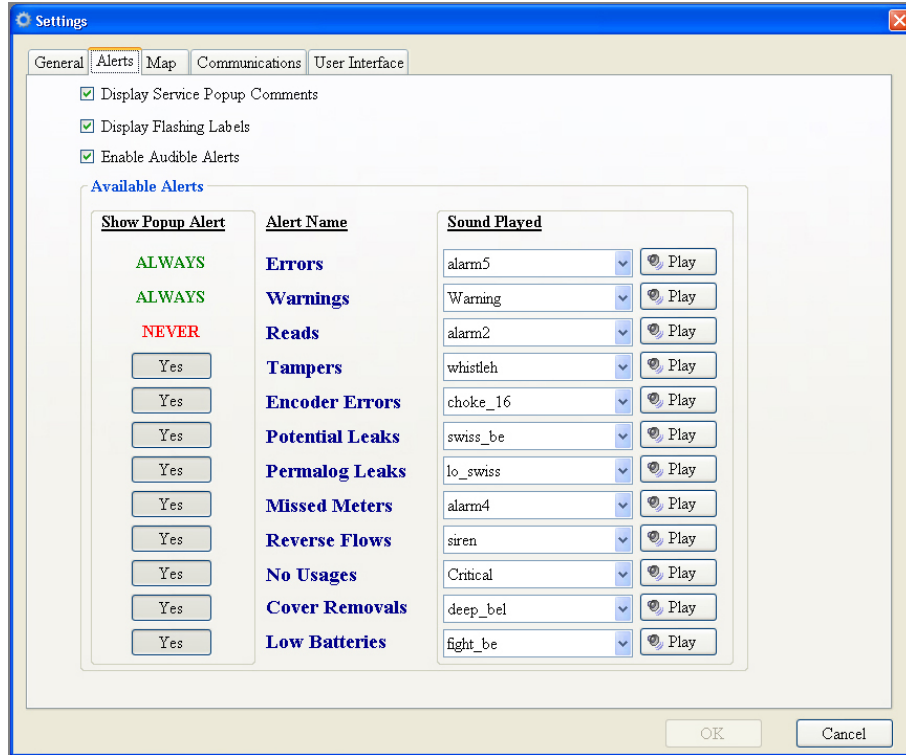 Settings
General Alerts Map Communications User Interface
Display Service Popup Comments
Display Flashing Labels
Enable Audible Alerts
Available Alerts
Show Popup Alert Alert Name Sound Played
ALWAYS Errors alarm5 Play
ALWAYS Warnings Warning Play
NEVER Reads alarm2 Play
Yes Tampers whistleh Play
Yes Encoder Errors choke_16 Play
Yes Potential Leaks swiss_be Play
Yes Permalog Leaks lo_swiss Play
Yes Missed Meters alarm4 Play
Yes Reverse Flows siren Play
Yes No Usages Critical Play
Yes Cover Removals deep_bel Play
Yes Low Batteries fight_be Play
OK Cancel